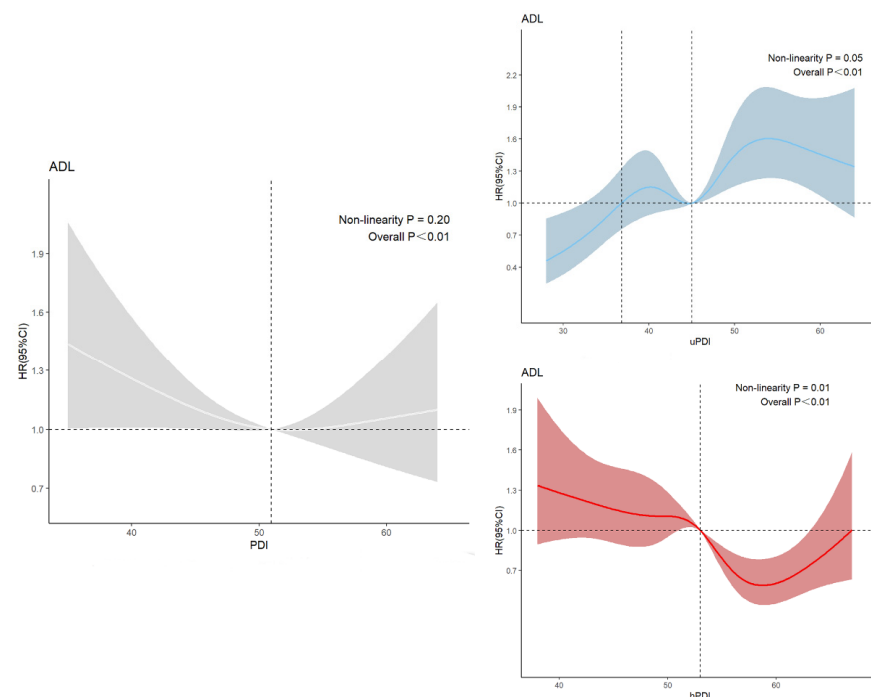 ADL
Non-linearity P = 0.20
Overall P<0.01
HR(95%CI)
1.9
1.6
1.3
1.0
0.7
40
50
60
PDI
ADL
Non-linearity P = 0.05
Overall P<0.01
HR(95%CI)
2.2
1.9
1.6
1.3
1.0
0.7
0.4
30
40
50
60
uPDI
ADL
Non-linearity P = 0.01
Overall P<0.01
HR(95%CI)
1.9
1.6
1.3
1.0
0.7
40
60
hPDI